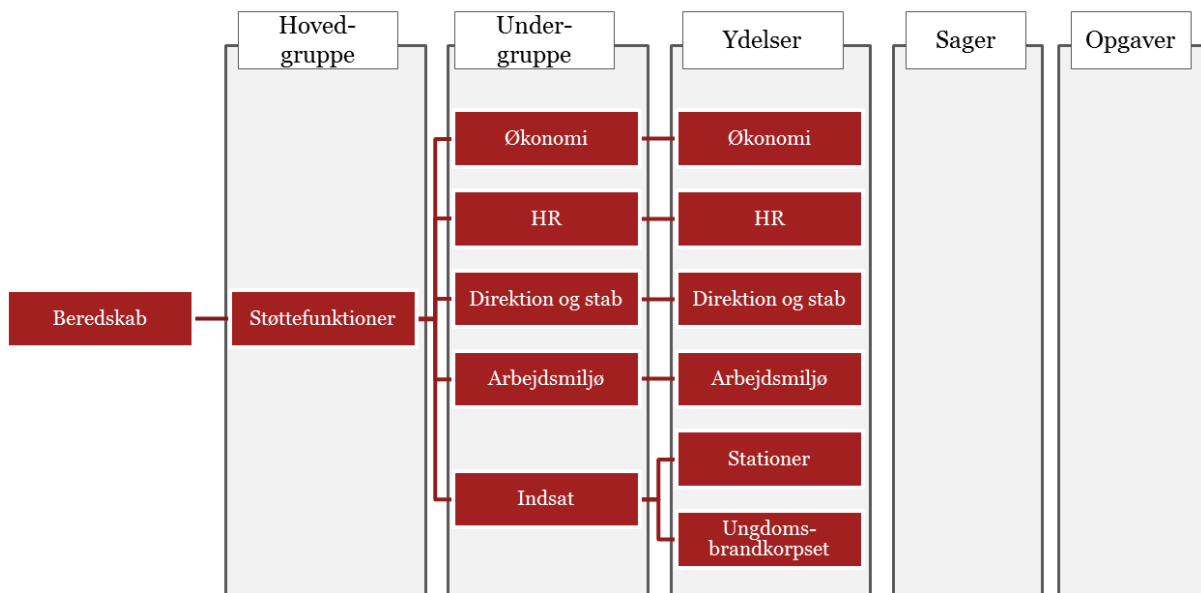 Hoved-
gruppe
Under-
gruppe
Ydelser
Sager
Opgaver
Økonomi
Økonomi
HR
HR
Beredskab
Støttefunktioner
Direktion og stab
Direktion og stab
Arbejdsmiljø
Arbejdsmiljø
Stationer
Indsat
Ungdoms-
brandkorpset